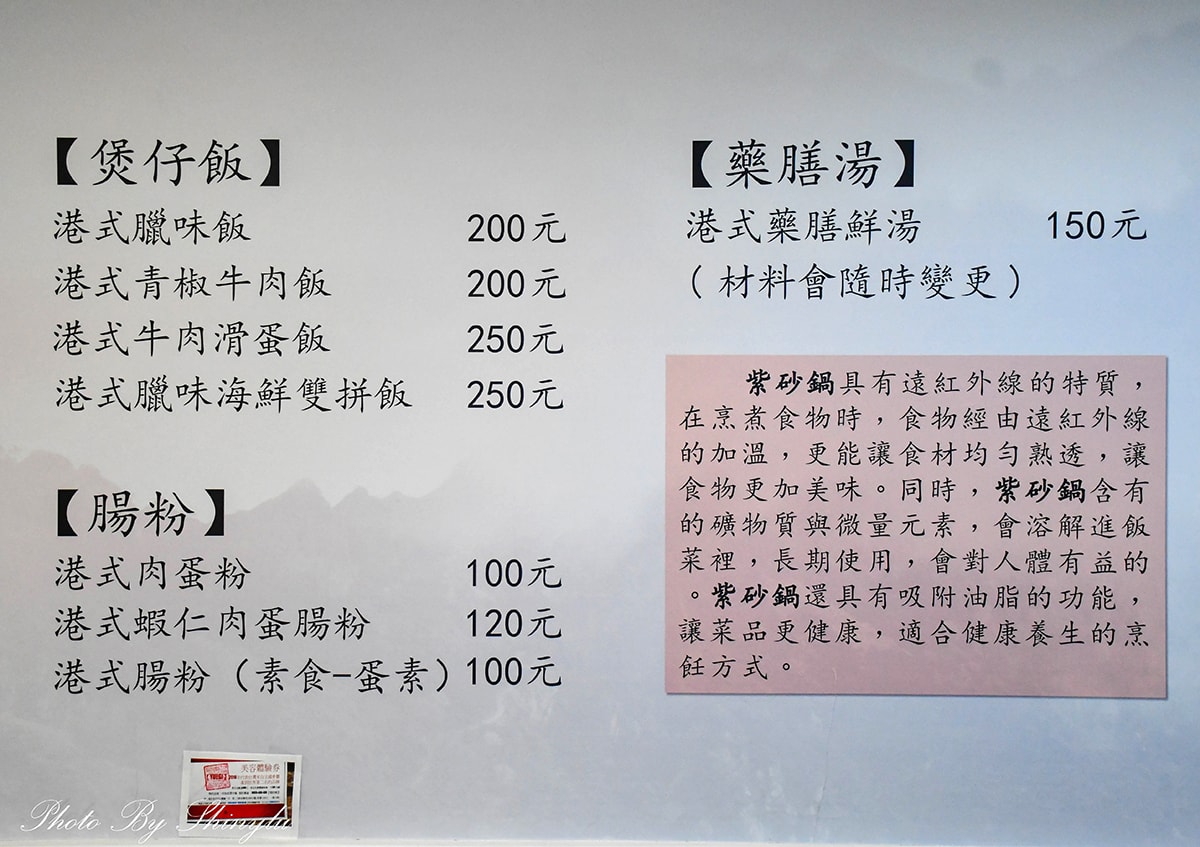 【煲仔飯】
港式臘味飯 200元
港式青椒牛肉飯 200元
港式牛肉滑蛋飯 250元
港式臘味海鮮雙拼飯 250元
【腸粉】
港式肉蛋粉 100元
港式蝦仁肉蛋腸粉 120元
港式腸粉（素食-蛋素） 100元
【藥膳湯】
港式藥膳鮮湯 150元
（材料會隨時變更）
紫砂鍋具有遠紅外線的特質，
在烹煮食物時，食物經由遠紅外線
的加溫，更能讓食材均勻熟透，讓
食物更加美味。同時，紫砂鍋含有
的礦物質與微量元素，會溶解進飯
菜裡，長期使用，會對人體有益的
。紫砂鍋還具有吸附油脂的功能，
讓菜品更健康，適合健康養生的烹
飪方式。
美容體驗券
Photo By Shinylu